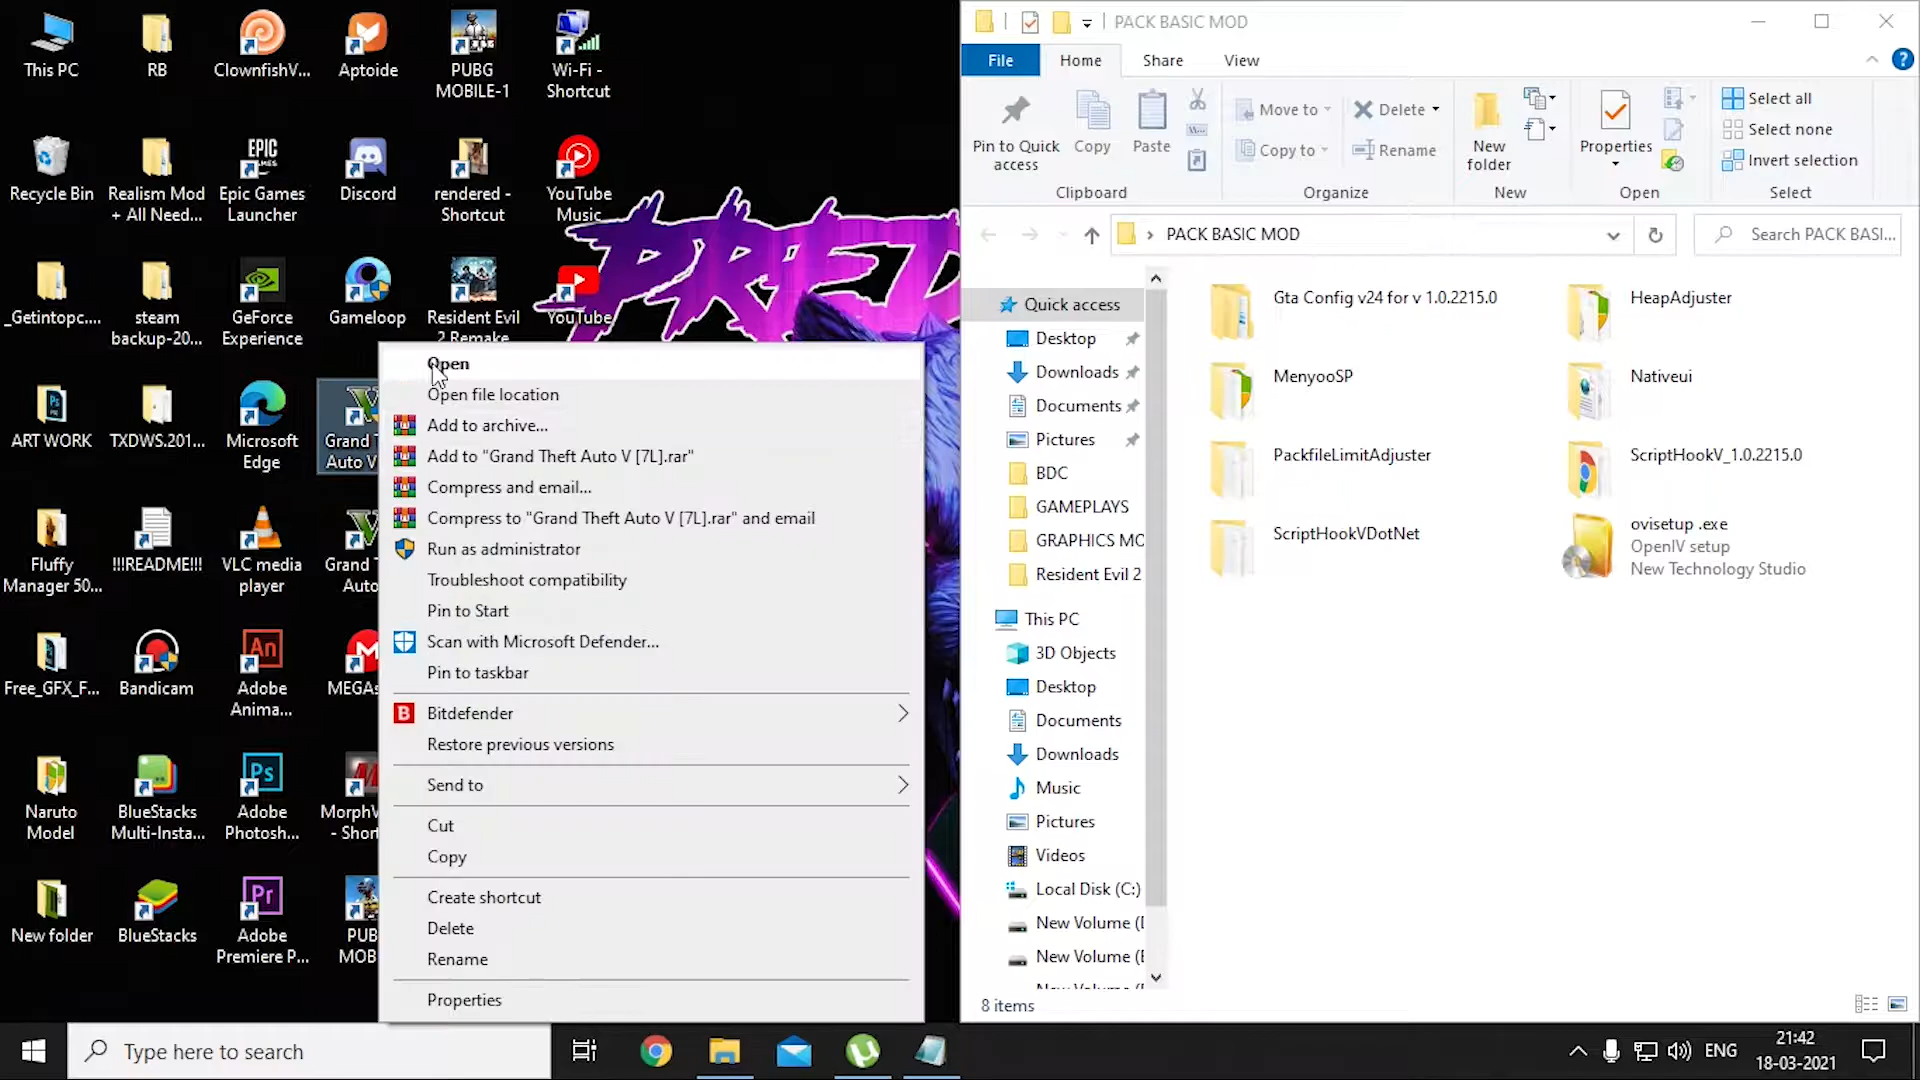 This PC
RB
ClownfishV...
Aptoide
PUBG
MOBILE-1
Wi-Fi -
Shortcut
Recycle Bin
Realism Mod
+ All Need...
Epic Games
Launcher
Discord
rendered -
Shortcut
YouTube
Music
_Getintopc....
steam
backup-20...
GeForce
Experience
Gameloop
Resident Evil
2 Remake
YouTube
ART WORK
TXDWS.201...
Microsoft
Edge
Grand T
Auto V
Fluffy
Manager 50...
!!!README!!!
VLC media
player
Grand T
Auto
Free_GFX_F...
Bandicam
Adobe
Anima...
MEGAs
Naruto
Model
BlueStacks
Multi-Insta...
Adobe
Photosh...
MorphV
- Short
New folder
BlueStacks
Adobe
Premiere P...
PUB
MOB
PRED
Open
Open file location
Add to archive...
Add to "Grand Theft Auto V [7L].rar"
Compress and email...
Compress to "Grand Theft Auto V [7L].rar" and email
Run as administrator
Troubleshoot compatibility
Pin to Start
Scan with Microsoft Defender...
Pin to taskbar
Bitdefender
Restore previous versions
Send to
Cut
Copy
Create shortcut
Delete
Rename
Properties
PACK BASIC MOD
File
Home
Share
View
Pin to Quick
access
Copy
Paste
Clipboard
Move to
Copy to
Delete
Rename
Organize
New
folder
New
Properties
Open
Select all
Select none
Invert selection
Select
PACK BASIC MOD
Search PACK BASI...
Quick access
Desktop
Downloads
Documents
Pictures
BDC
GAMEPLAYS
GRAPHICS MO
Resident Evil 2
This PC
3D Objects
Desktop
Documents
Downloads
Music
Pictures
Videos
Local Disk (C:)
New Volume (
New Volume (E
Gta Config v24 for v 1.0.2215.0
HeapAdjuster
MenyooSP
Nativeui
PackfileLimitAdjuster
ScriptHookV_1.0.2215.0
ScriptHookVDotNet
ovisetup .exe
OpenIV setup
New Technology Studio
8 items
Type here to search
ENG
21:42
18-03-2021